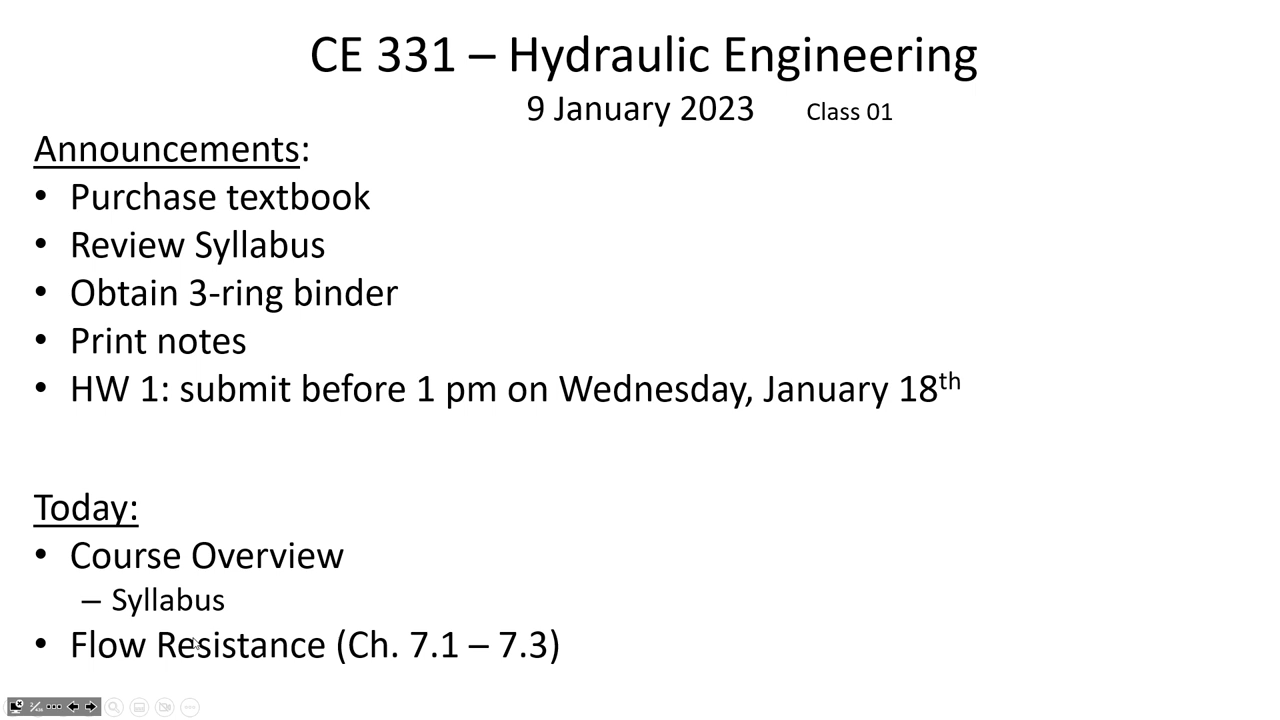 CE 331 – Hydraulic Engineering
9 January 2023 Class 01
Announcements:
• Purchase textbook
• Review Syllabus
• Obtain 3-ring binder
• Print notes
• HW 1: submit before 1 pm on Wednesday, January 18th
Today:
• Course Overview
– Syllabus
• Flow Resistance (Ch. 7.1 – 7.3)